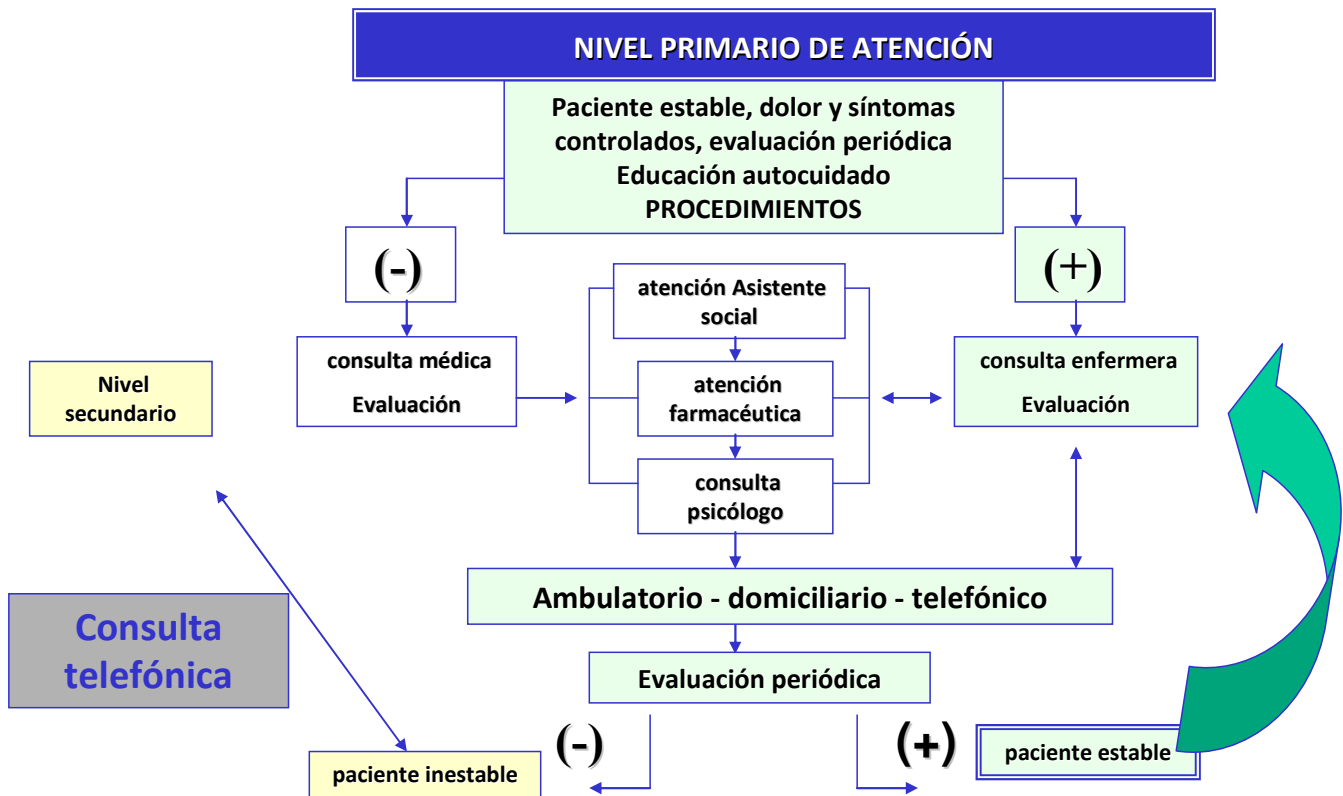 NIVEL PRIMARIO DE ATENCIÓN
Paciente estable, dolor y síntomas
controlados, evaluación periódica
Educación autocuidado
PROCEDIMIENTOS
(-)
(+)
atención Asistente
social
consulta médica
Evaluación
atención
farmacéutica
consulta enfermera
Evaluación
Nivel
secundario
consulta
psicólogo
Ambulatorio - domiciliario - telefónico
Consulta
telefónica
Evaluación periódica
(-)
(+)
paciente inestable
paciente estable